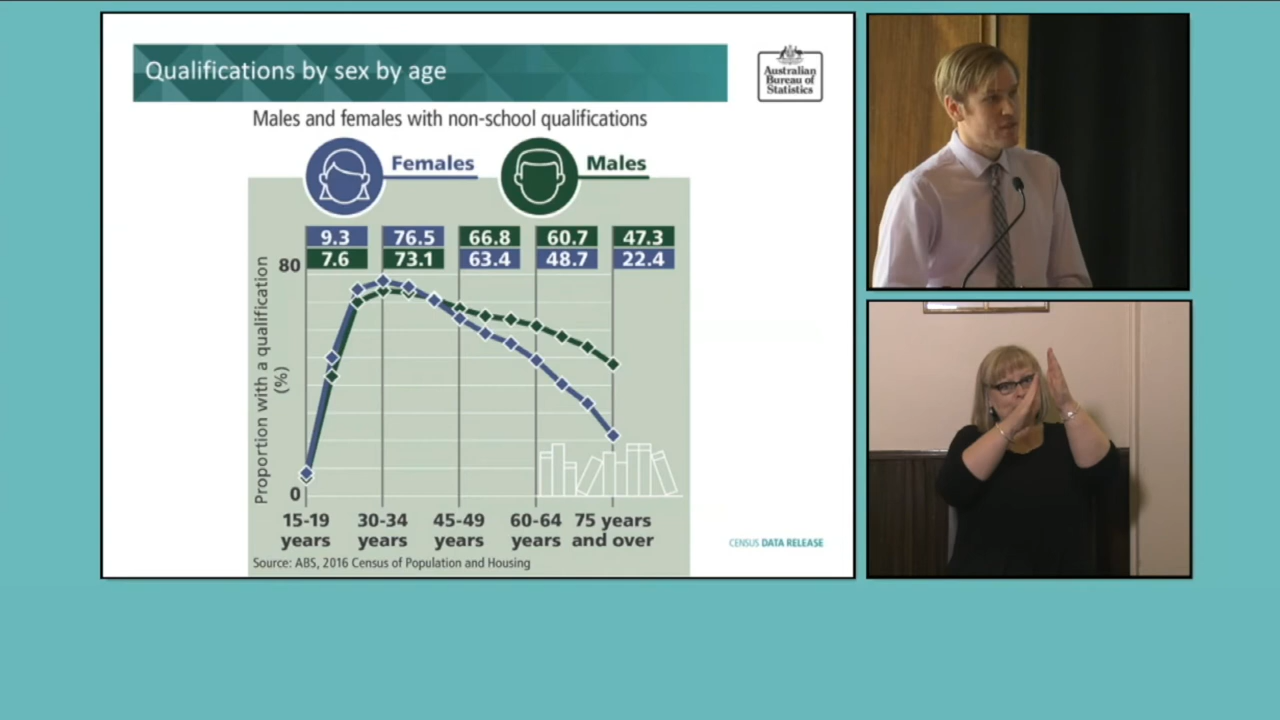 Qualifications by sex by age
Australian
Bureau of
Statistics
Males and females with non-school qualifications
Females
Males
9.3 76.5 66.8 60.7 47.3
7.6 73.1 63.4 48.7 22.4
80
Proportion with a qualification
(%)
0
15-19 30-34 45-49 60-64 75 years
years years years years and over
Source: ABS, 2016 Census of Population and Housing
CENSUS DATA RELEASE